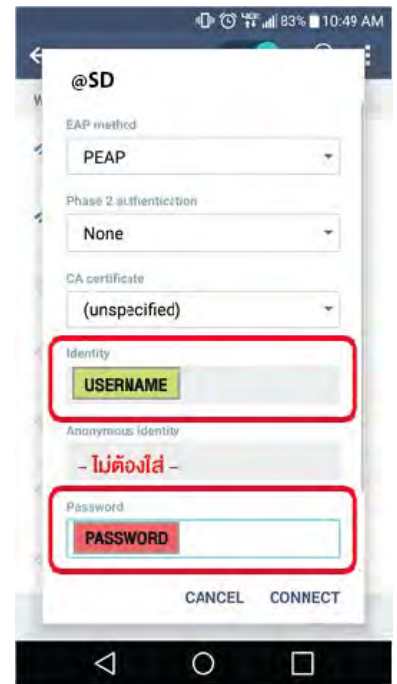 83% 10:49 AM
@SD
EAP method
PEAP
Phase 2 authentication
None
CA certificate
(unspecified)
Identity
USERNAME
Anonymous identity
- ไม่ต้องใส่ -
Password
PASSWORD
CANCEL CONNECT